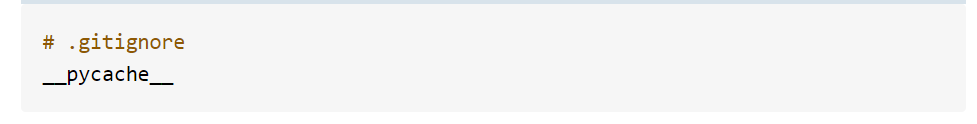 # .gitignore
__pycache__